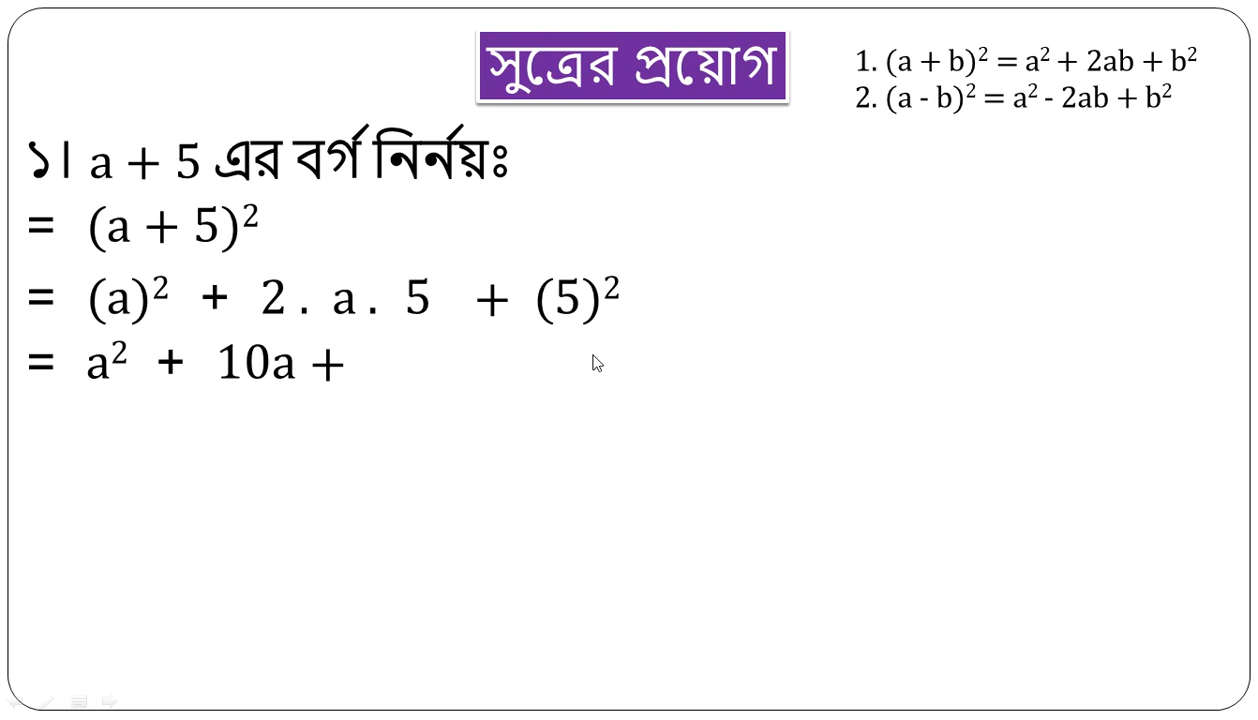 সুত্রের প্রয়োগ
1. (a + b)² = a² + 2ab + b²
2. (a - b)² = a² - 2ab + b²
১। a + 5 এর বর্গ নির্নয়ঃ
= (a + 5)²
= (a)² + 2 . a . 5 + (5)²
= a² + 10a +